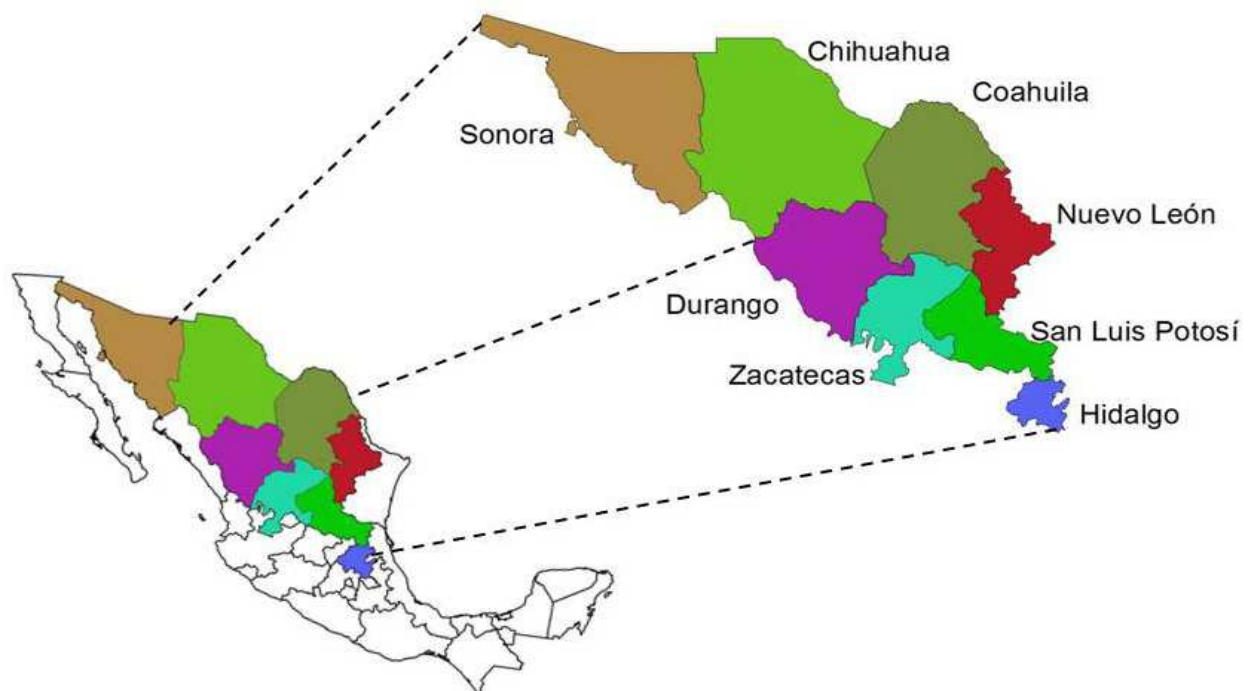 Chihuahua
Coahuila
Sonora
Nuevo León
Durango
San Luis Potosí
Zacatecas
Hidalgo